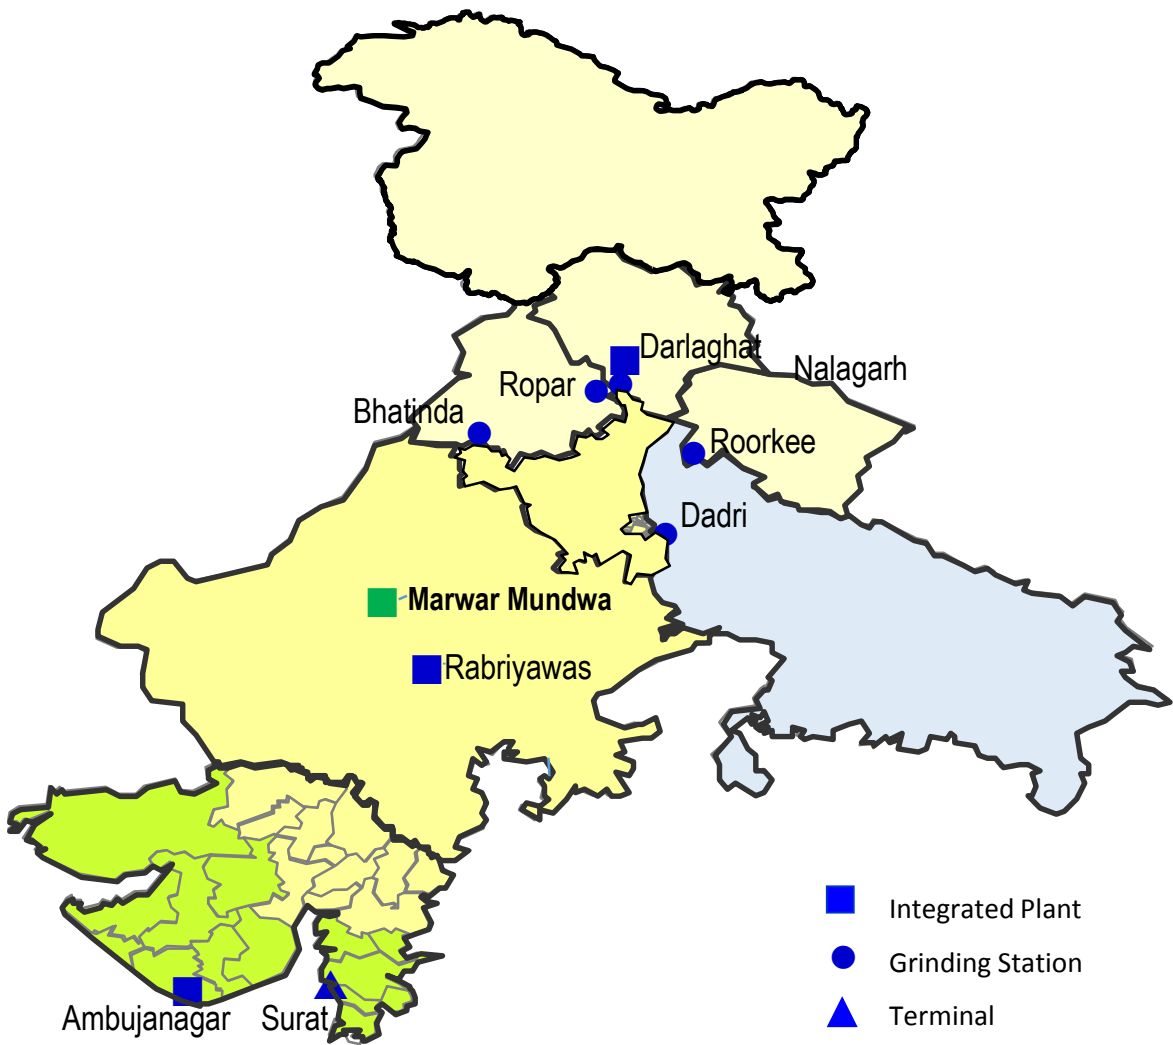 Darlaghat
Nalagarh
Ropar
Bhatinda
Roorkee
Dadri
Marwar Mundwa
Rabriyawas
Integrated Plant
Grinding Station
Ambujanagar
Surat
Terminal